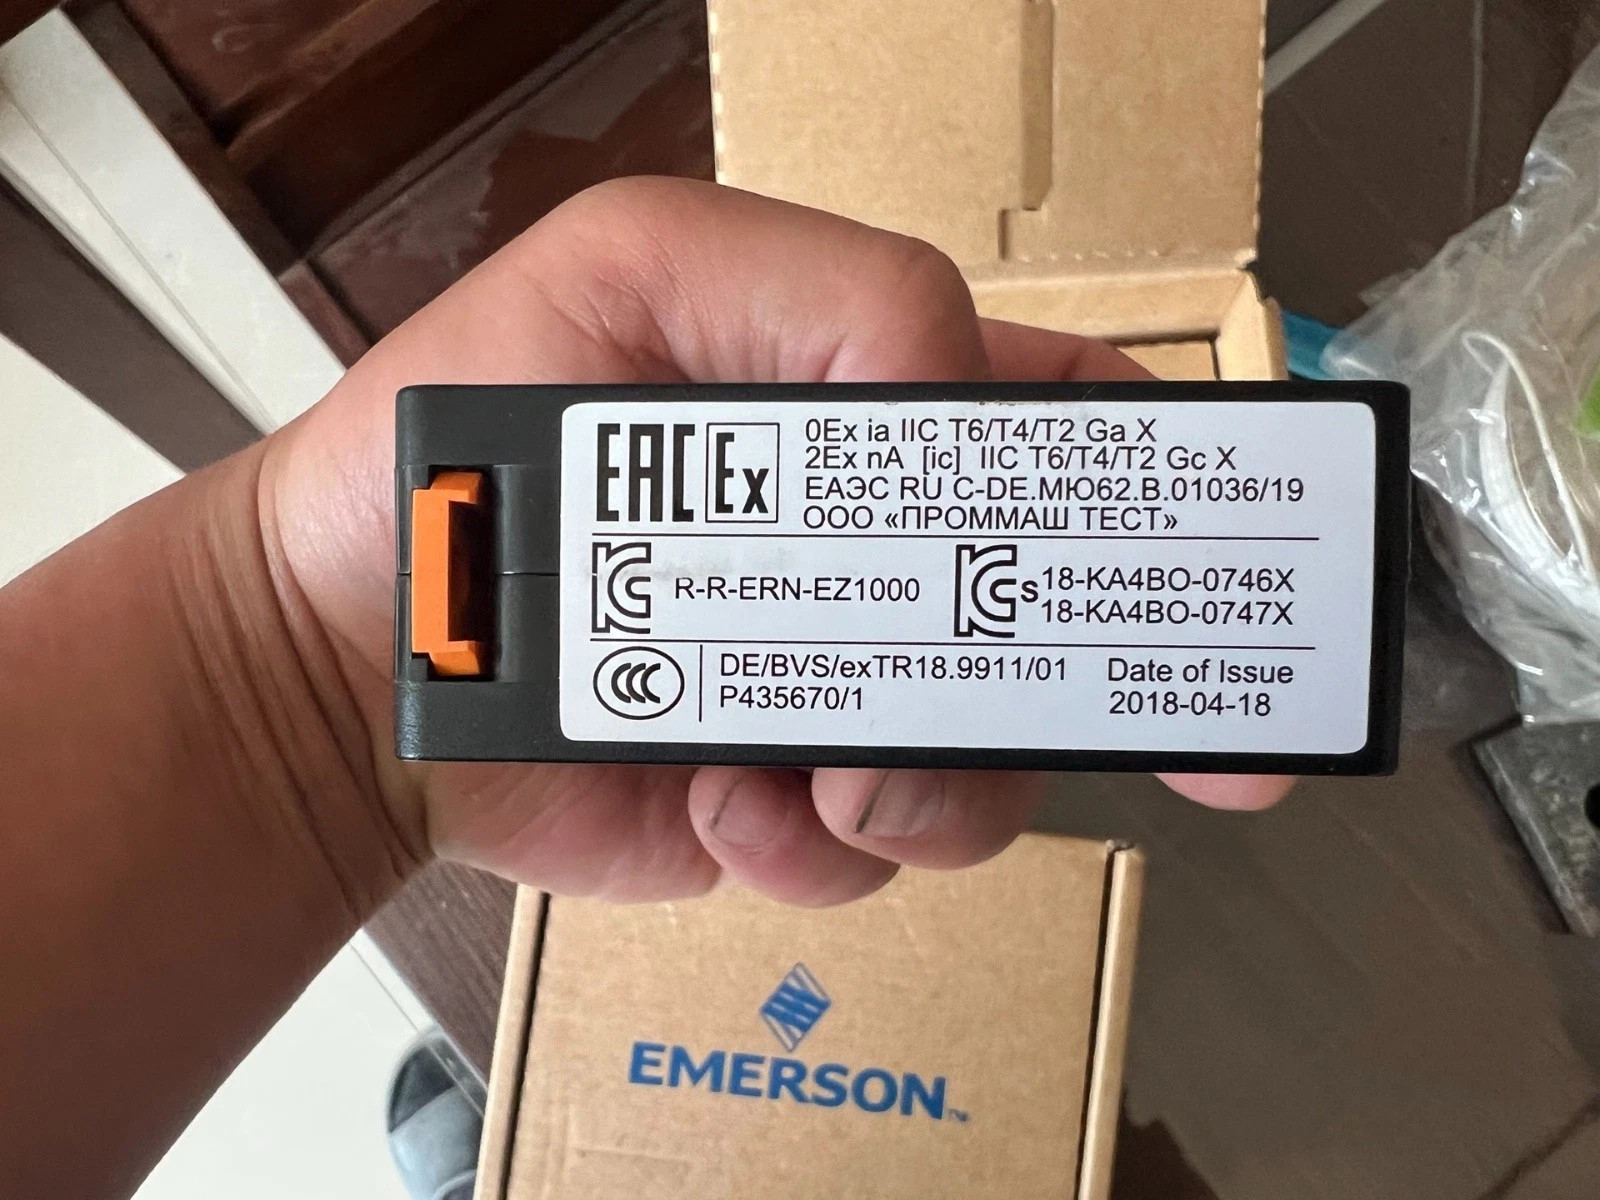 EAC Ex
0Ex ia IIC T6/T4/T2 Ga X
2Ex nA [ic] IIC T6/T4/T2 Gc X
ЕАЭС RU C-DE.МЮ62.В.01036/19
ООО «ПРОММАШ ТЕСТ»
R-R-ERN-EZ1000
s
18-KA4BO-0746X
18-KA4BO-0747X
CCC
DE/BVS/exTR18.9911/01
P435670/1
Date of Issue
2018-04-18
EMERSON™